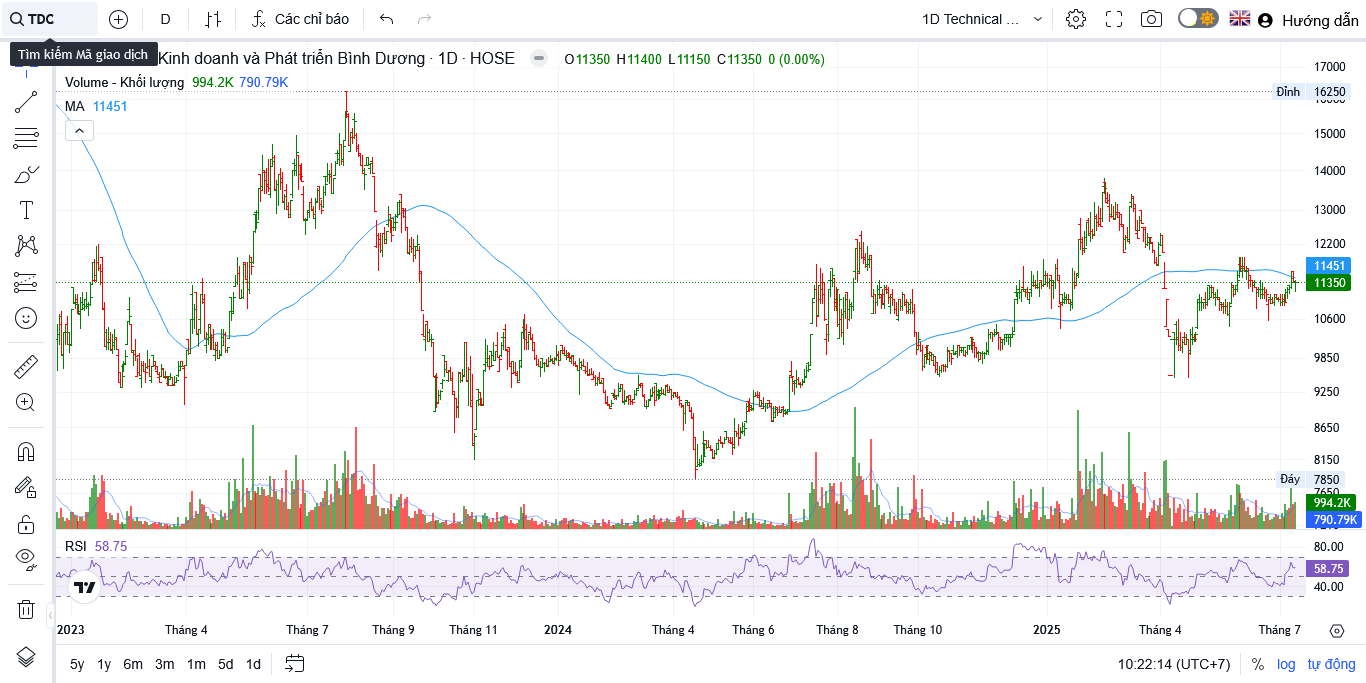 TDC
D
Các chỉ báo
1D Technical ...
Hướng dẫn
Tìm kiếm Mã giao dịch
Kinh doanh và Phát triển Bình Dương · 1D · HOSE
O11350 H11400 L11150 C11350 0 (0.00%)
Volume - Khối lượng 994.2K 790.79K
MA 11451
17000
Đỉnh 16250
15000
14000
13000
12200
11451
11350
10600
9850
9250
8650
8150
Đáy 7850
7650
994.2K
790.79K
RSI 58.75
80.00
58.75
40.00
2023 Tháng 4 Tháng 7 Tháng 9 Tháng 11 2024 Tháng 4 Tháng 6 Tháng 8 Tháng 10 2025 Tháng 4 Tháng 7
5y 1y 6m 3m 1m 5d 1d
10:22:14 (UTC+7) % log tự động